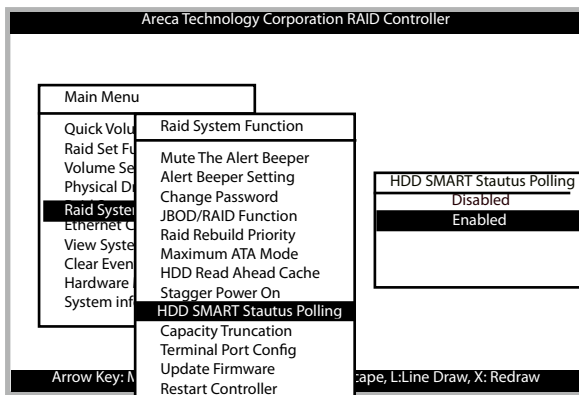 Areca Technology Corporation RAID Controller
Main Menu
Quick Volu
Raid Set Fu
Volume Se
Physical Dr
Raid System
Ethernet C
View Syste
Clear Even
Hardware
System inf
Raid System Function
Mute The Alert Beeper
Alert Beeper Setting
Change Password
JBOD/RAID Function
Raid Rebuild Priority
Maximum ATA Mode
HDD Read Ahead Cache
Stagger Power On
HDD SMART Stautus Polling
Capacity Truncation
Terminal Port Config
Update Firmware
Restart Controller
HDD SMART Stautus Polling
Disabled
Enabled
Arrow Key: M
cape, L:Line Draw, X: Redraw